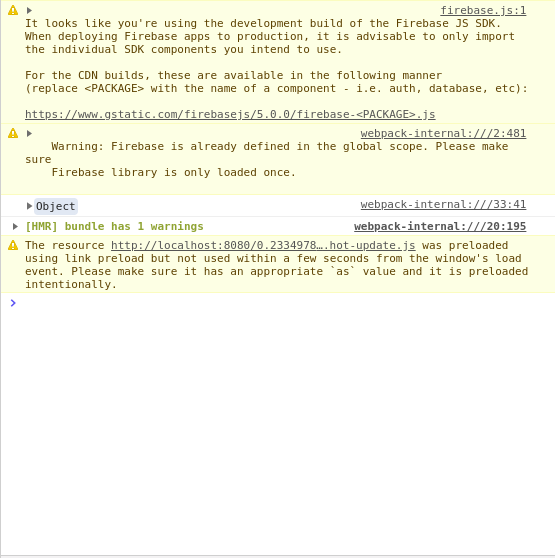 firebase.js:1
It looks like you're using the development build of the Firebase JS SDK.
When deploying Firebase apps to production, it is advisable to only import
the individual SDK components you intend to use.
For the CDN builds, these are available in the following manner
(replace <PACKAGE> with the name of a component - i.e. auth, database, etc):
https://www.gstatic.com/firebasejs/5.0.0/firebase-<PACKAGE>.js
webpack-internal:///2:481
Warning: Firebase is already defined in the global scope. Please make
sure
Firebase library is only loaded once.
Object webpack-internal:///33:41
[HMR] bundle has 1 warnings webpack-internal:///20:195
The resource http://localhost:8080/0.2334978….hot-update.js was preloaded
using link preload but not used within a few seconds from the window's load
event. Please make sure it has an appropriate `as` value and it is preloaded
intentionally.